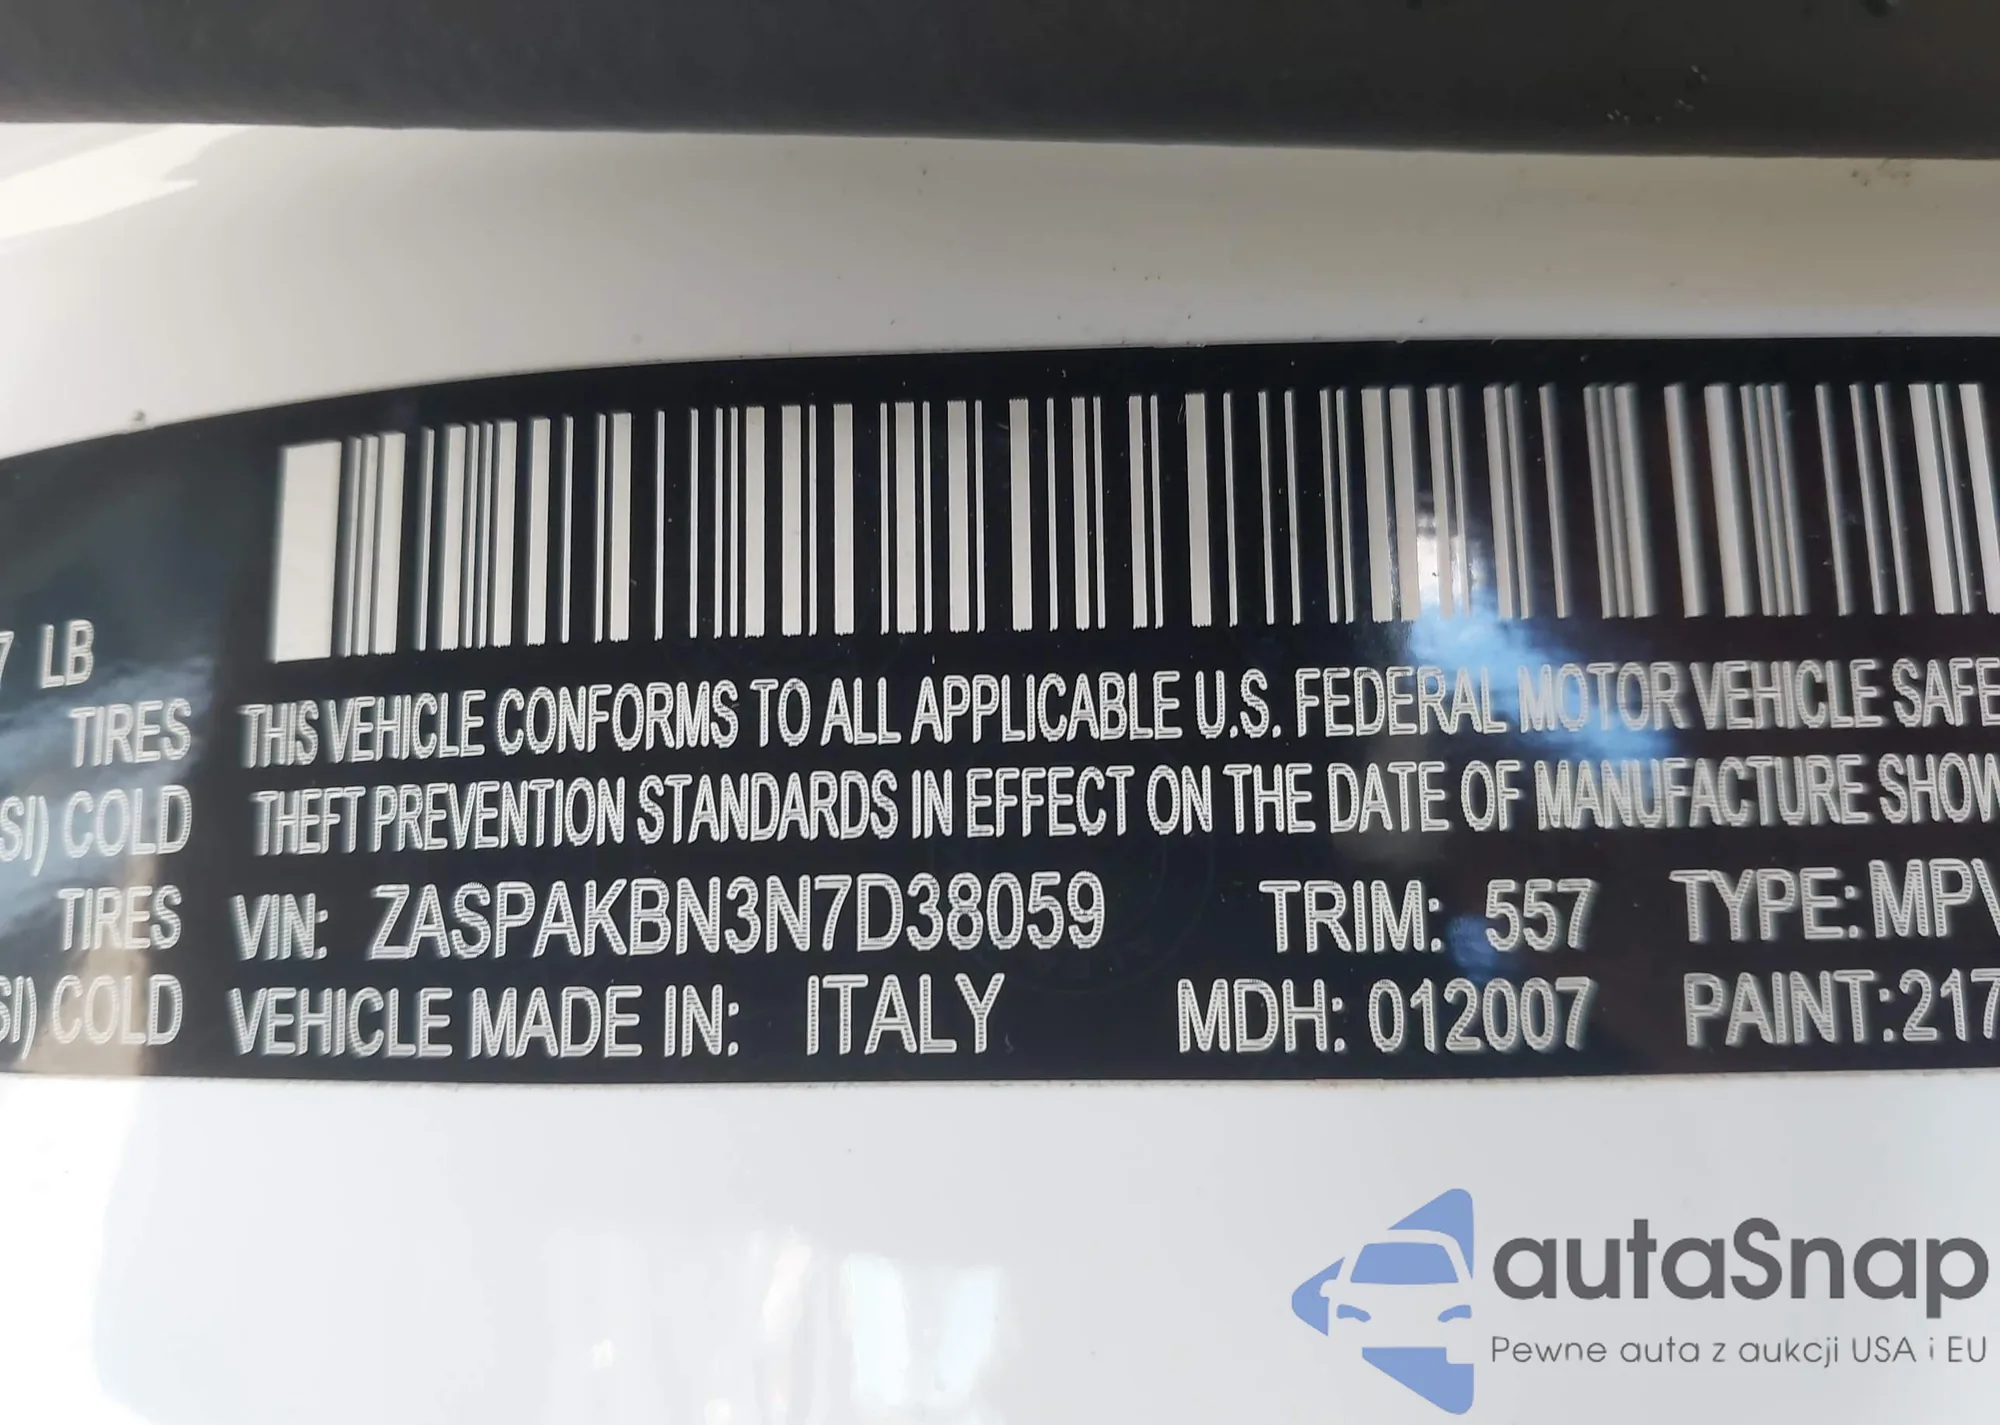 7 LB
TIRES
SI) COLD
TIRES
SI) COLD
THIS VEHICLE CONFORMS TO ALL APPLICABLE U.S. FEDERAL MOTOR VEHICLE SAFE
THEFT PREVENTION STANDARDS IN EFFECT ON THE DATE OF MANUFACTURE SHOW
VIN: ZASPAKBN3N7D38059 TRIM: 557 TYPE: MPV
VEHICLE MADE IN: ITALY MDH: 012007 PAINT: 217
autaSnap
Pewne auta z aukcji USA i EU